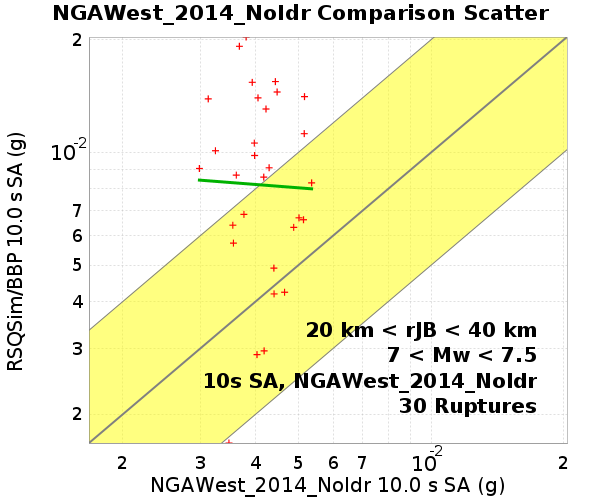 NGAWest_2014_NoIdr Comparison Scatter
RSQSim/BBP 10.0 s SA (g)
2
10-2
7
6
5
4
3
2
20 km < rJB < 40 km
7 < Mw < 7.5
10s SA, NGAWest_2014_NoIdr
30 Ruptures
2 3 4 5 6 7 10-2 2
NGAWest_2014_NoIdr 10.0 s SA (g)